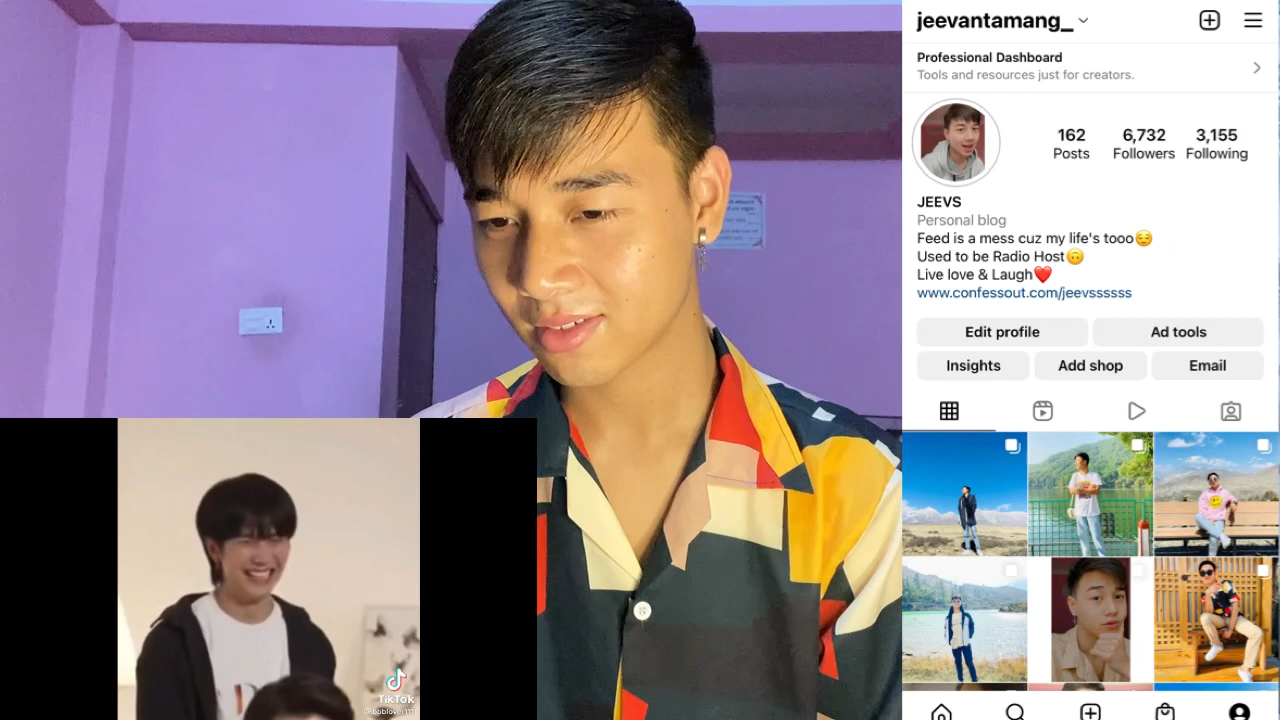 jeevantamang_
Professional Dashboard
Tools and resources just for creators.
162
Posts
6,732
Followers
3,155
Following
JEEVS
Personal blog
Feed is a mess cuz my life's tooo😌
Used to be Radio Host🙃
Live love & Laugh❤️
www.confessout.com/jeevssssss
Edit profile
Ad tools
Insights
Add shop
Email
TikTok